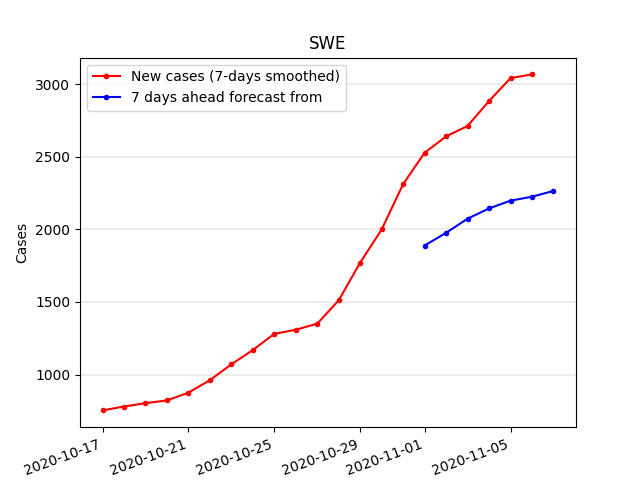 SWE
New cases (7-days smoothed)
7 days ahead forecast from
Cases
3000
2500
2000
1500
1000
2020-10-17
2020-10-21
2020-10-25
2020-10-29
2020-11-01
2020-11-05